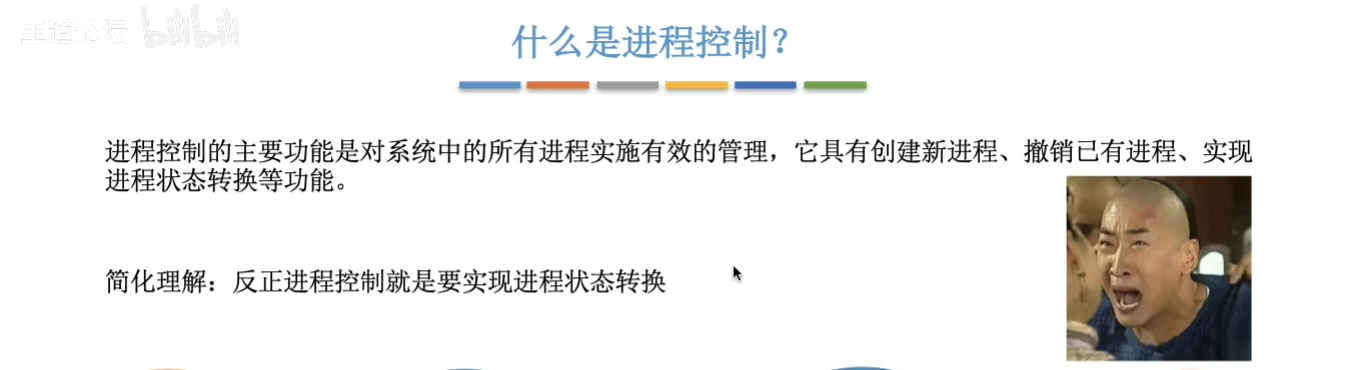 王道论坛 bilibili
什么是进程控制？
进程控制的主要功能是对系统中的所有进程实施有效的管理，它具有创建新进程、撤销已有进程、实现
进程状态转换等功能。
简化理解：反正进程控制就是要实现进程状态转换